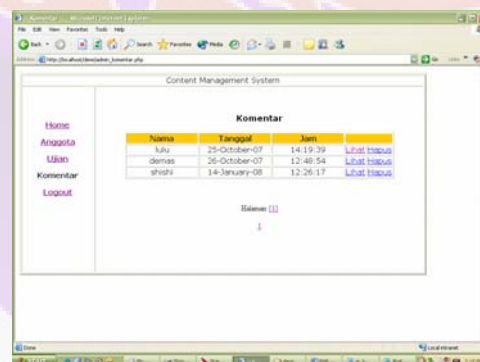 Komentar - Microsoft Internet Explorer
File Edit View Favorites Tools Help
Back Search Favorites Media
http://localhost/dewi/admin_komentar.php Go
Content Management System
Home
Anggota
Ujian
Komentar
Logout
Komentar
Nama Tanggal Jam
lulu 25-October-07 14:19:39 Lihat Hapus
demas 26-October-07 12:48:54 Lihat Hapus
shishi 14-January-08 12:26:17 Lihat Hapus
Halaman [1]
1
Done Local intranet